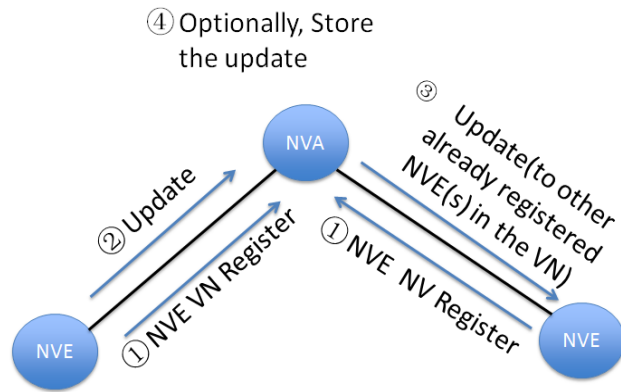 ④ Optionally, Store
the update
③
Update(to other
already registered
NVE(s) in the VN)
NVA
② Update
① NVE VN Register
① NVE NV Register
NVE
NVE